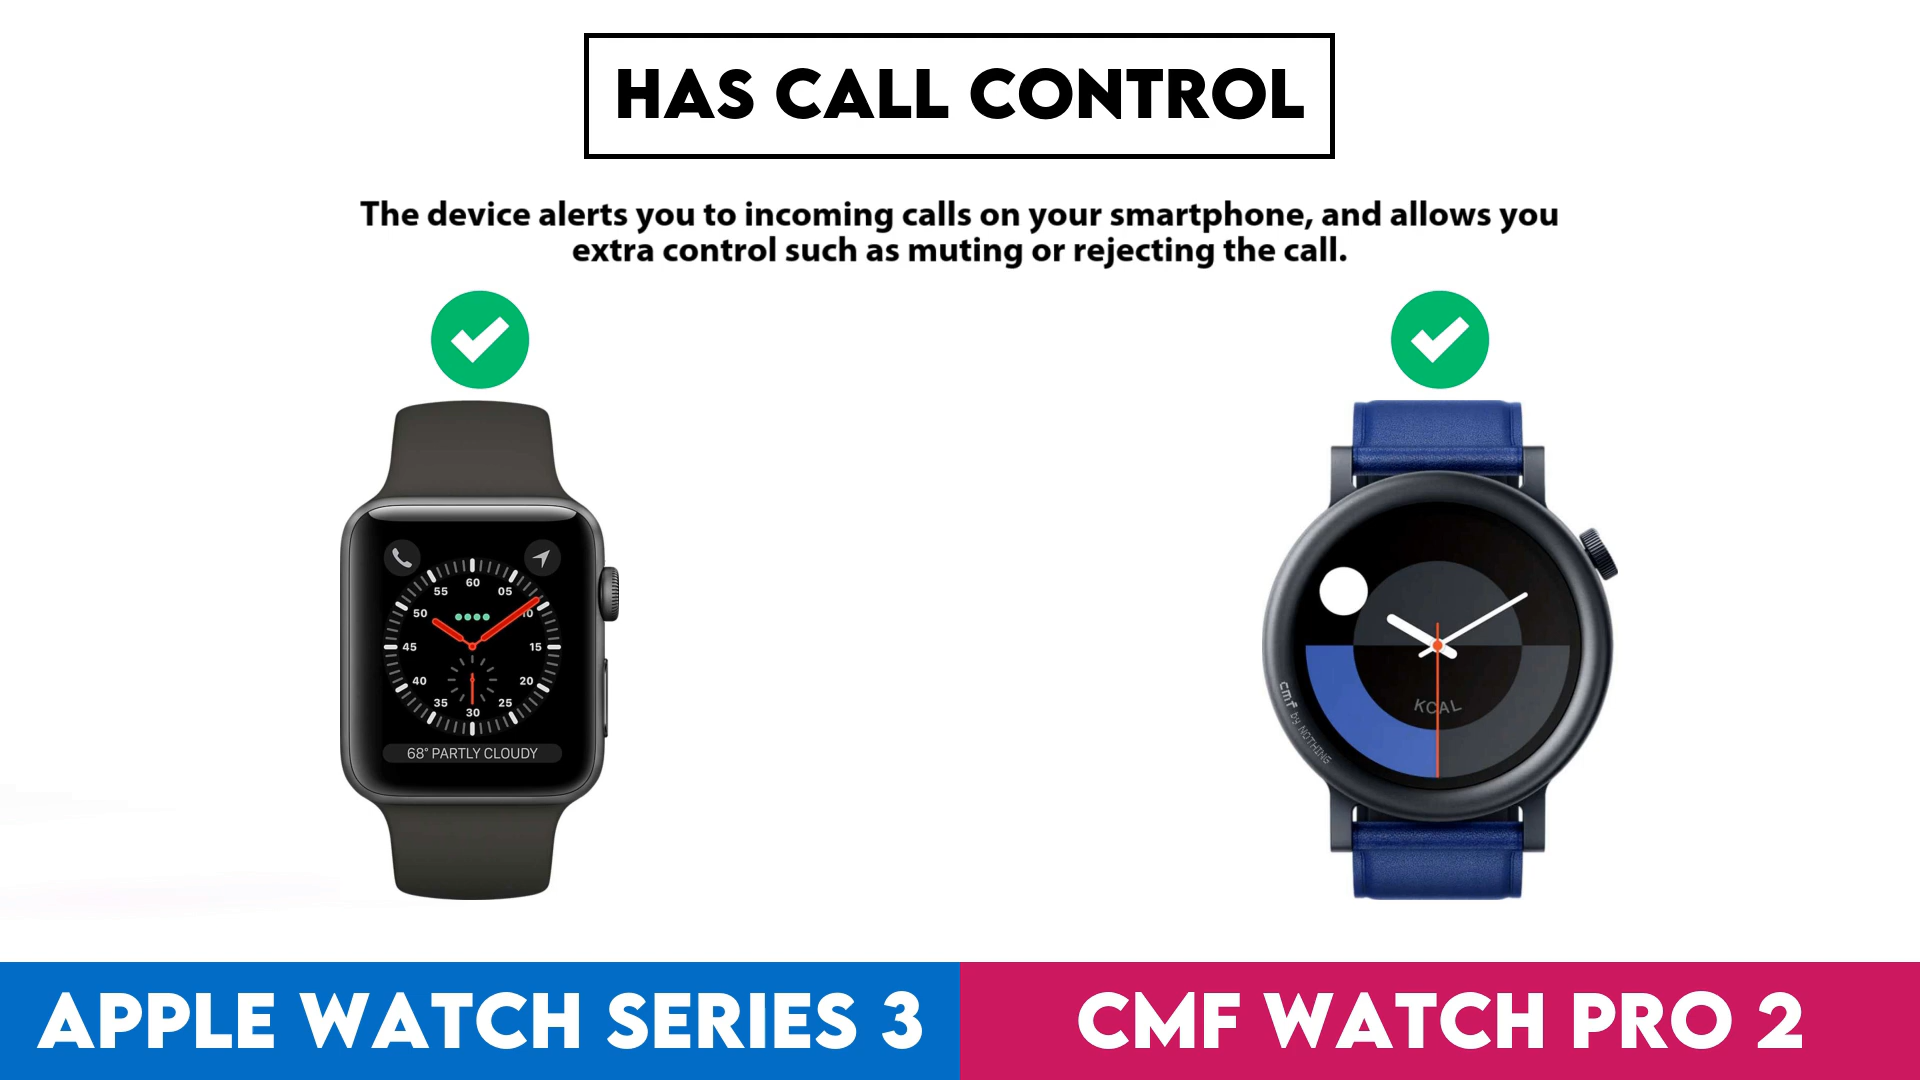 HAS CALL CONTROL
The device alerts you to incoming calls on your smartphone, and allows you
extra control such as muting or rejecting the call.
60
55 05
50 10
45 15
40 20
35 25
30
68° PARTLY CLOUDY
KCAL
cmf by NOTHING
APPLE WATCH SERIES 3
CMF WATCH PRO 2